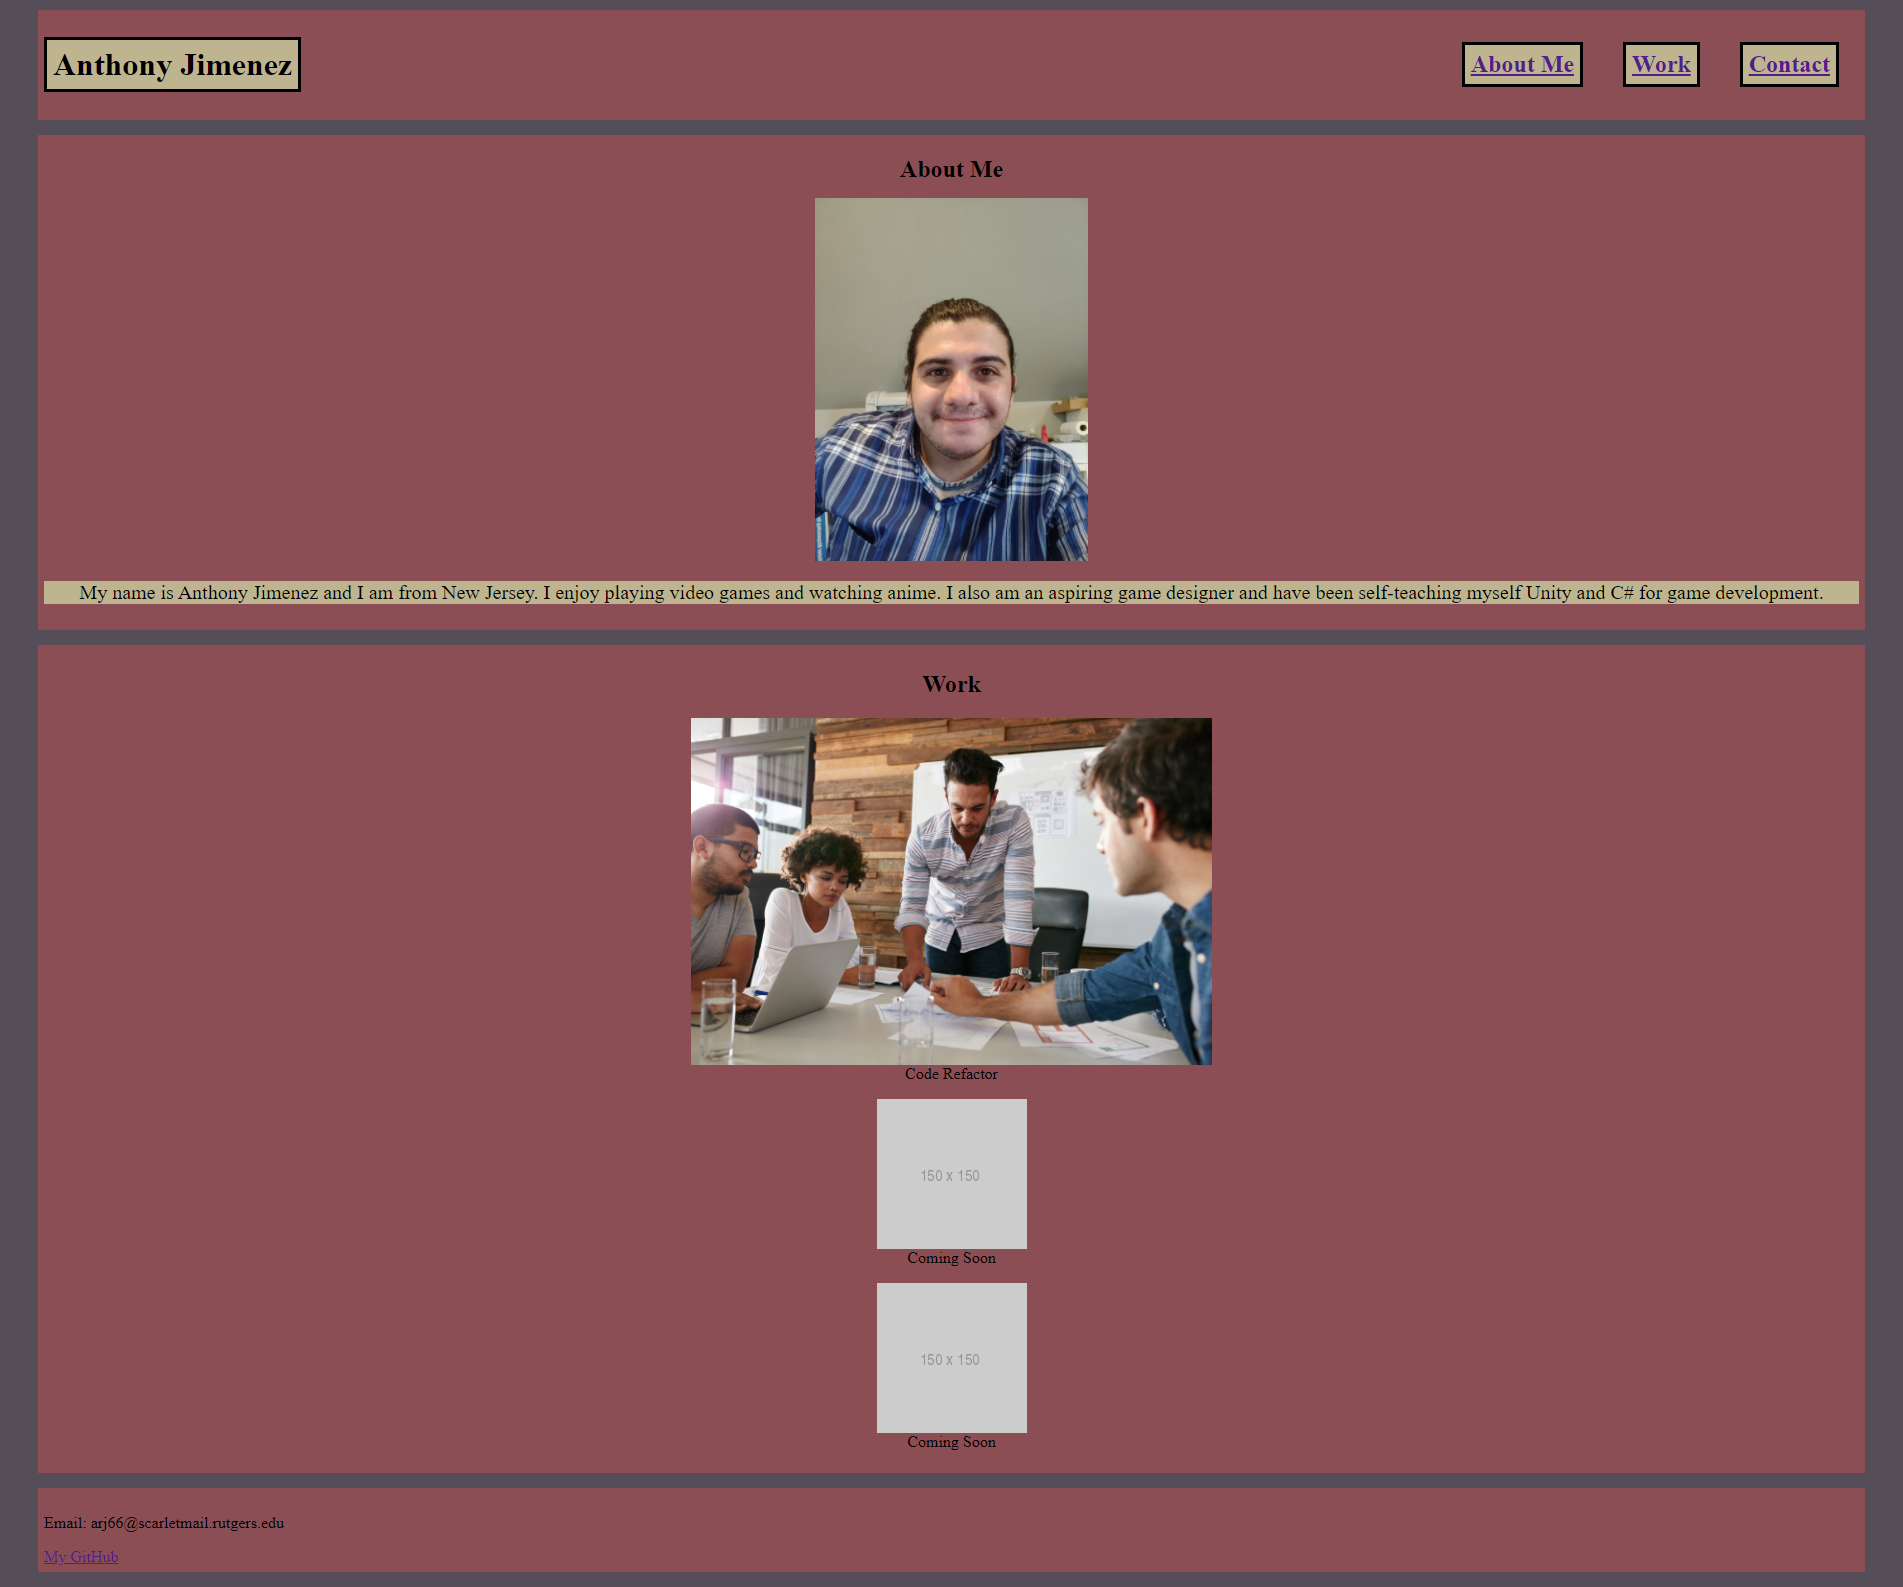 Anthony Jimenez
About Me
Work
Contact
About Me
My name is Anthony Jimenez and I am from New Jersey. I enjoy playing video games and watching anime. I also am an aspiring game designer and have been self-teaching myself Unity and C# for game development.
Work
Code Refactor
150 x 150
Coming Soon
150 x 150
Coming Soon
Email: arj66@scarletmail.rutgers.edu
My GitHub